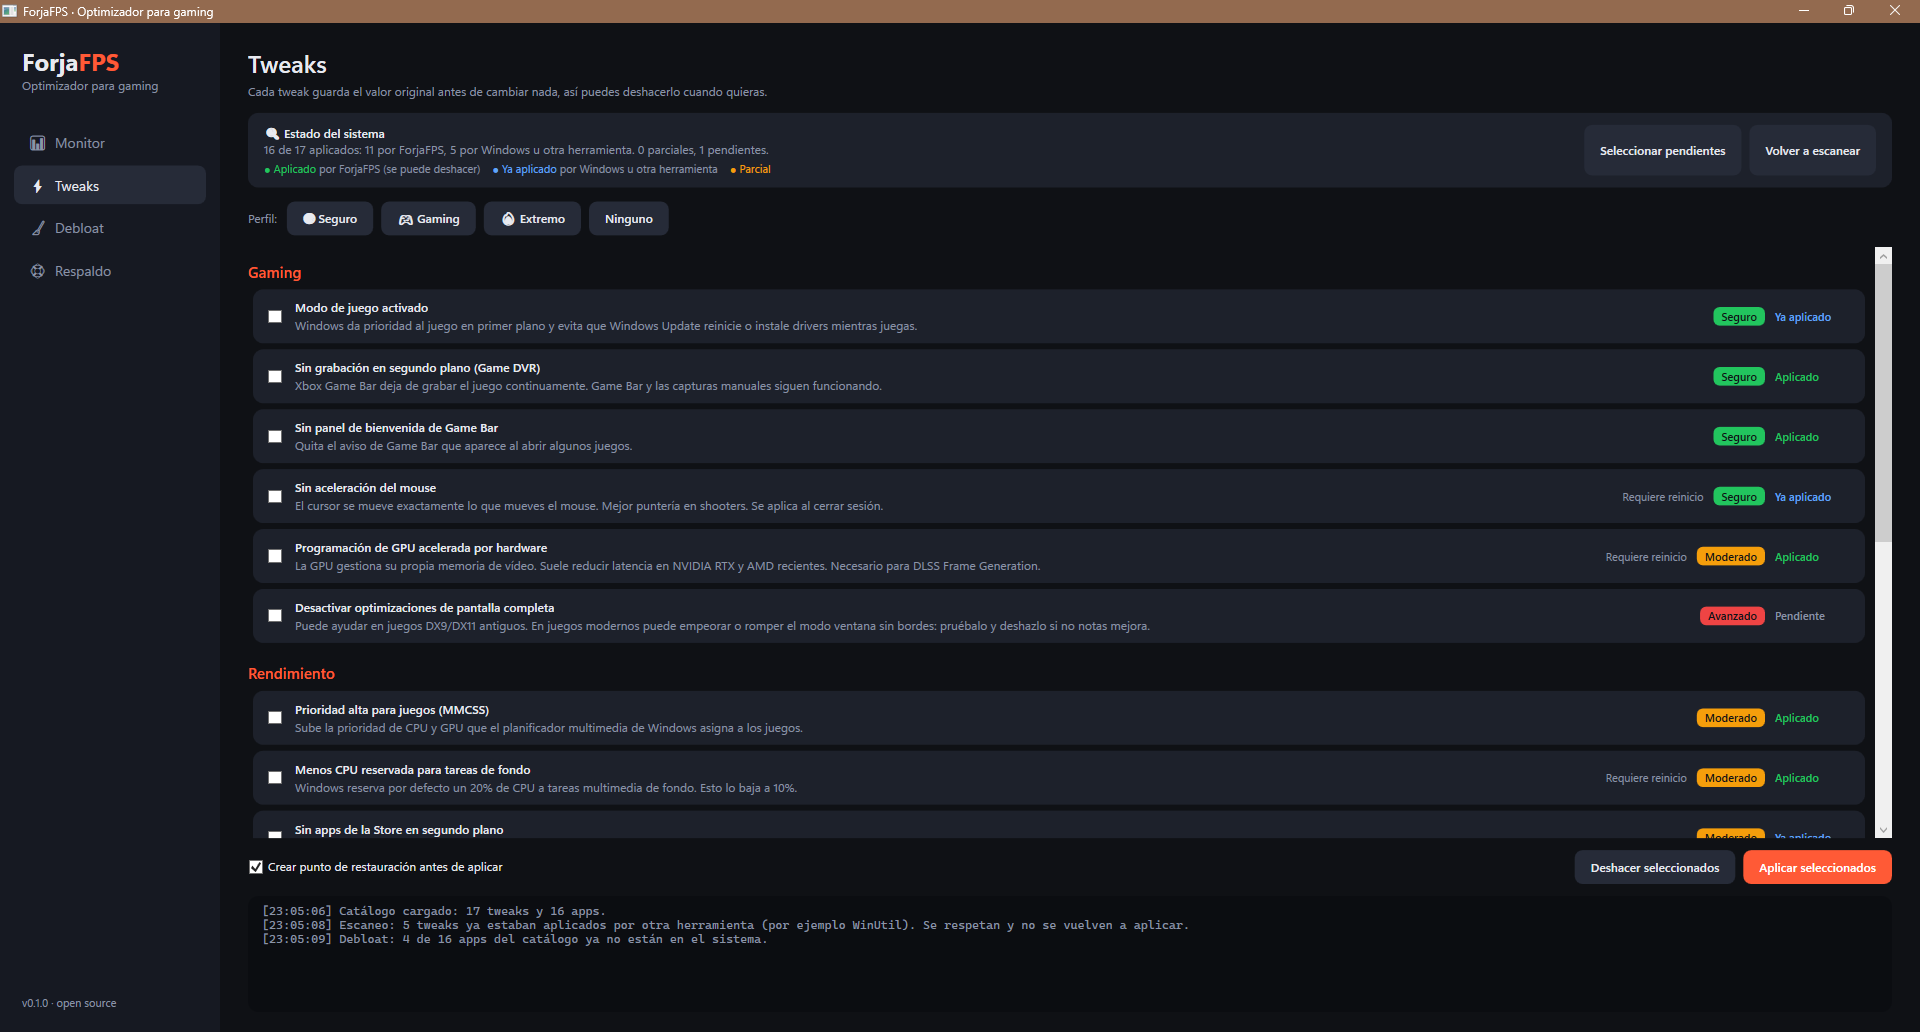 ForjaFPS · Optimizador para gaming
ForjaFPS
Optimizador para gaming
Monitor
Tweaks
Debloat
Respaldo
v0.1.0 · open source
Tweaks
Cada tweak guarda el valor original antes de cambiar nada, así puedes deshacerlo cuando quieras.
Estado del sistema
16 de 17 aplicados: 11 por ForjaFPS, 5 por Windows u otra herramienta. 0 parciales, 1 pendientes.
● Aplicado por ForjaFPS (se puede deshacer) ● Ya aplicado por Windows u otra herramienta ● Parcial
Seleccionar pendientes
Volver a escanear
Perfil: Seguro Gaming Extremo Ninguno
Gaming
Modo de juego activado
Windows da prioridad al juego en primer plano y evita que Windows Update reinicie o instale drivers mientras juegas.
Seguro Ya aplicado
Sin grabación en segundo plano (Game DVR)
Xbox Game Bar deja de grabar el juego continuamente. Game Bar y las capturas manuales siguen funcionando.
Seguro Aplicado
Sin panel de bienvenida de Game Bar
Quita el aviso de Game Bar que aparece al abrir algunos juegos.
Seguro Aplicado
Sin aceleración del mouse
El cursor se mueve exactamente lo que mueves el mouse. Mejor puntería en shooters. Se aplica al cerrar sesión.
Requiere reinicio Seguro Ya aplicado
Programación de GPU acelerada por hardware
La GPU gestiona su propia memoria de vídeo. Suele reducir latencia en NVIDIA RTX y AMD recientes. Necesario para DLSS Frame Generation.
Requiere reinicio Moderado Aplicado
Desactivar optimizaciones de pantalla completa
Puede ayudar en juegos DX9/DX11 antiguos. En juegos modernos puede empeorar o romper el modo ventana sin bordes: pruébalo y deshazlo si no notas mejora.
Avanzado Pendiente
Rendimiento
Prioridad alta para juegos (MMCSS)
Sube la prioridad de CPU y GPU que el planificador multimedia de Windows asigna a los juegos.
Moderado Aplicado
Menos CPU reservada para tareas de fondo
Windows reserva por defecto un 20% de CPU a tareas multimedia de fondo. Esto lo baja a 10%.
Requiere reinicio Moderado Aplicado
Sin apps de la Store en segundo plano
Moderado Ya aplicado
Crear punto de restauración antes de aplicar
Deshacer seleccionados
Aplicar seleccionados
[23:05:06] Catálogo cargado: 17 tweaks y 16 apps.
[23:05:08] Escaneo: 5 tweaks ya estaban aplicados por otra herramienta (por ejemplo WinUtil). Se respetan y no se vuelven a aplicar.
[23:05:09] Debloat: 4 de 16 apps del catálogo ya no están en el sistema.